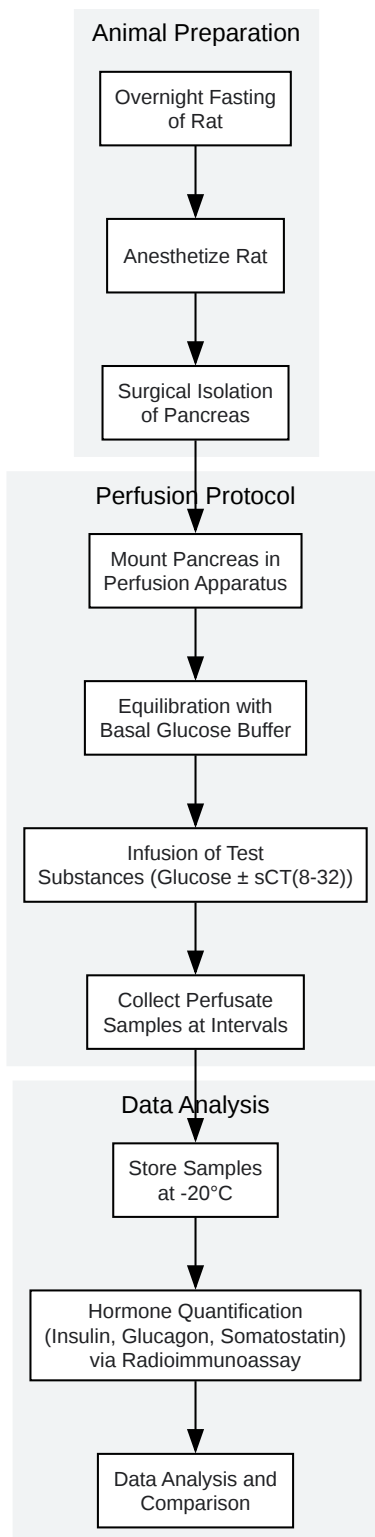 Animal Preparation
Overnight Fasting
of Rat
Anesthetize Rat
Surgical Isolation
of Pancreas
Perfusion Protocol
Mount Pancreas in
Perfusion Apparatus
Equilibration with
Basal Glucose Buffer
Infusion of Test
Substances (Glucose ± sCT(8-32))
Collect Perfusate
Samples at Intervals
Data Analysis
Store Samples
at -20°C
Hormone Quantification
(Insulin, Glucagon, Somatostatin)
via Radioimmunoassay
Data Analysis and
Comparison